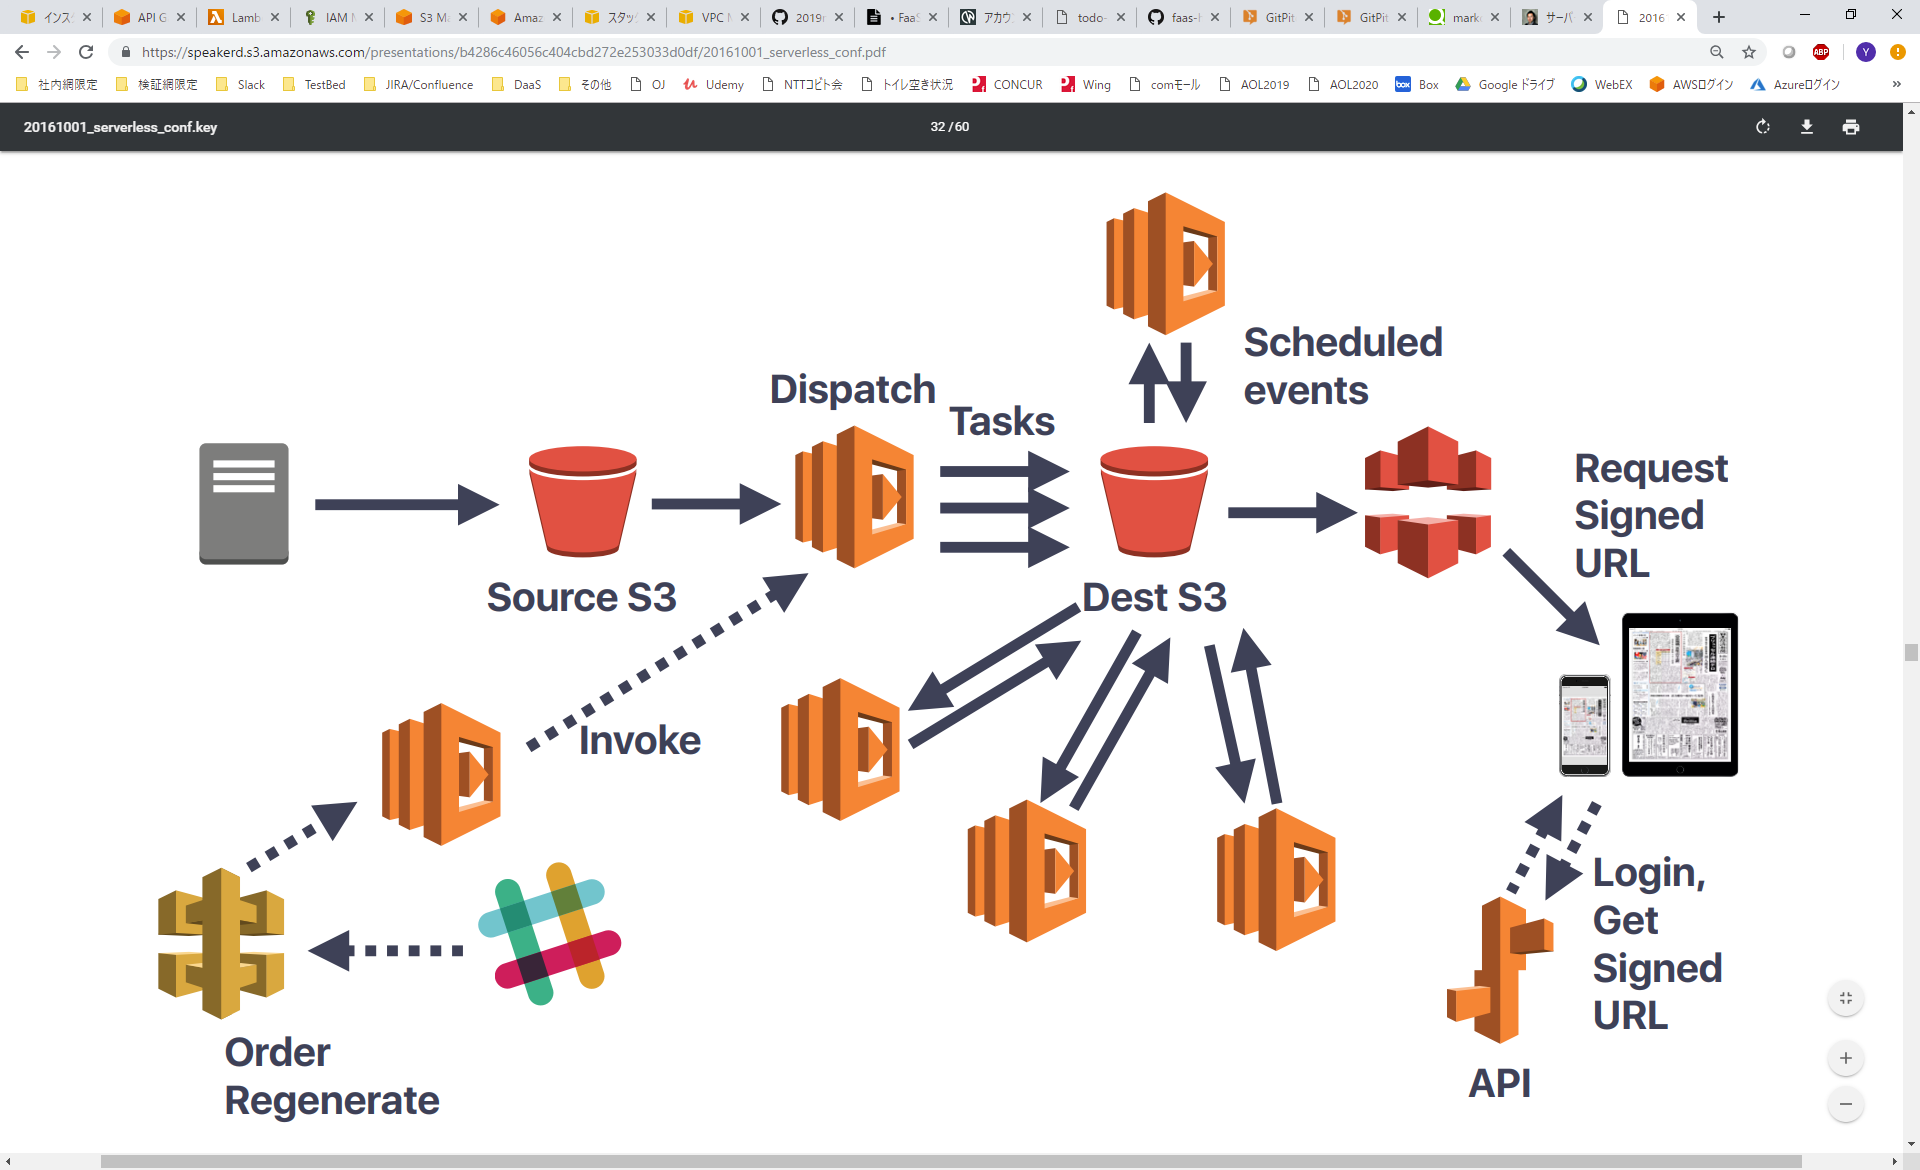 インス
API G
Lamb
IAM M
S3 Ma
Amaz
スタッ
VPC M
2019r
• FaaS
アカウ
todo-
faas-h
GitPit
GitPit
mark
サーバ
2016
https://speakerd.s3.amazonaws.com/presentations/b4286c46056c404cbd272e253033d0df/20161001_serverless_conf.pdf
ABP
Y
社内網限定
検証網限定
Slack
TestBed
JIRA/Confluence
DaaS
その他
OJ
Udemy
NTTコピト会
トイレ空き状況
CONCUR
Wing
comモール
AOL2019
AOL2020
box
Box
Google ドライブ
WebEX
AWSログイン
Azureログイン
»
20161001_serverless_conf.key
32 / 60
Scheduled
events
Dispatch
Tasks
Request
Signed
URL
Source S3
Dest S3
Invoke
Login,
Get
Signed
URL
Order
Regenerate
API